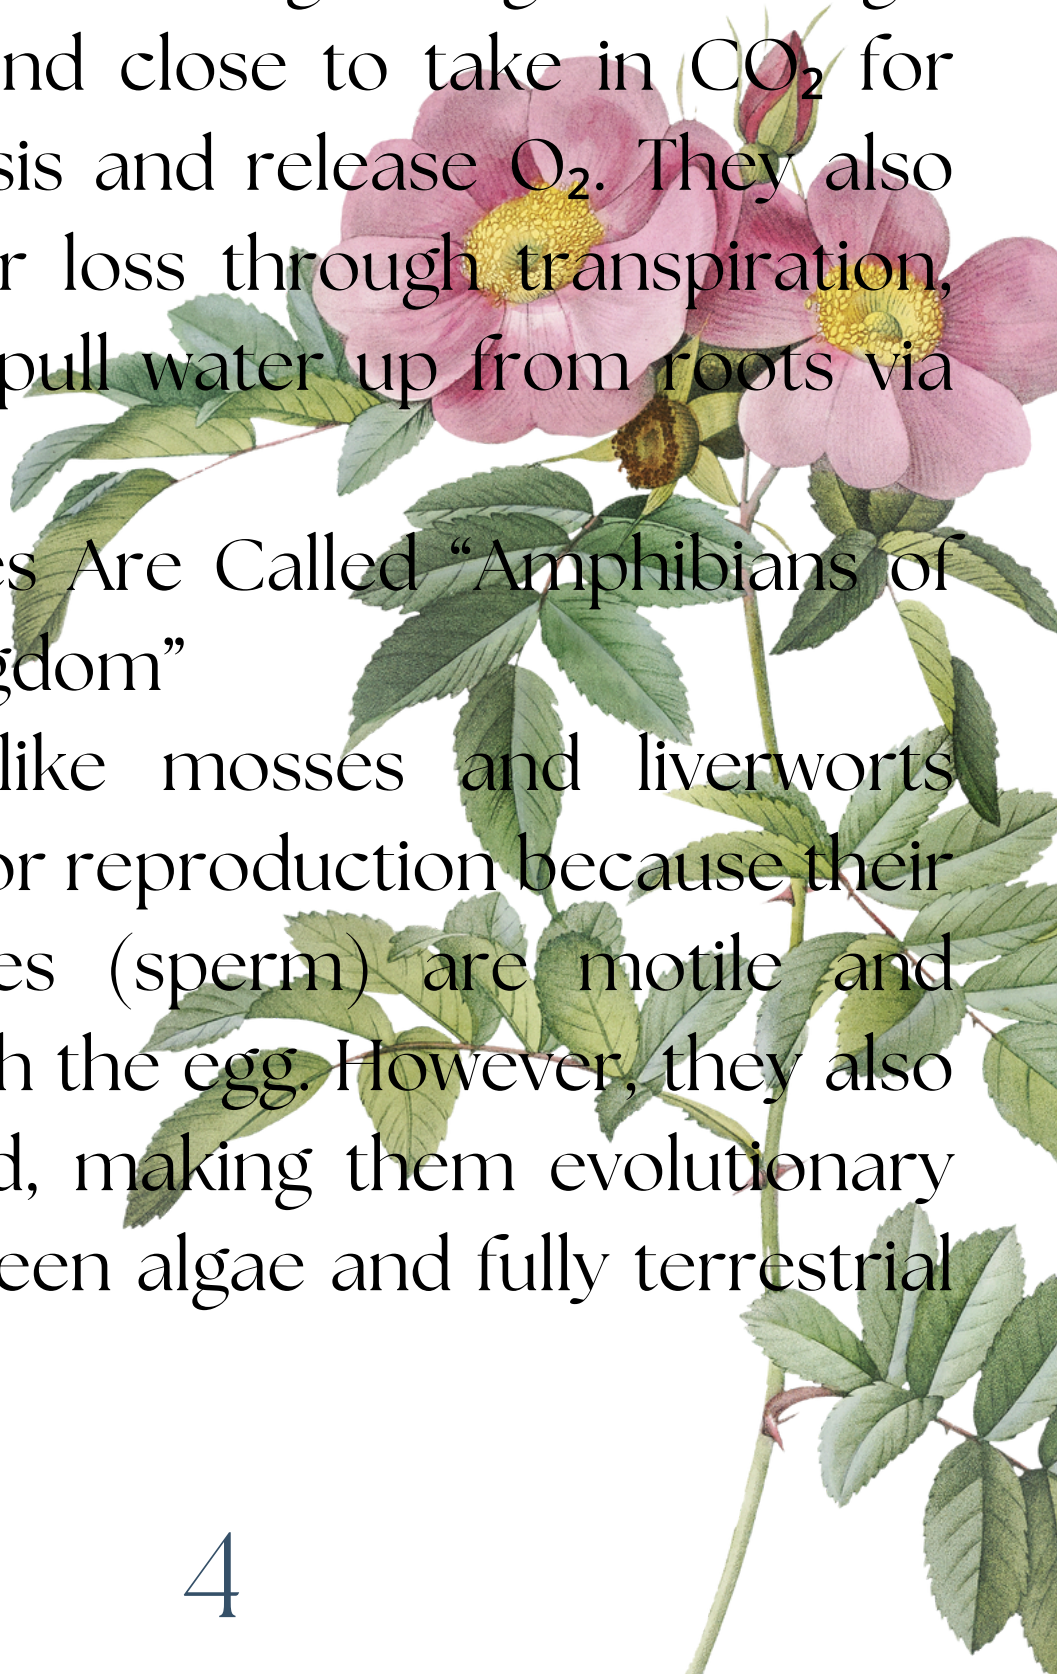 nd close to take in CO₂ for
sis and release O₂. They also
r loss through transpiration,
pull water up from roots via
es Are Called “Amphibians of
gdom”
like mosses and liverworts
or reproduction because their
es (sperm) are motile and
h the egg. However, they also
d, making them evolutionary
een algae and fully terrestrial
4